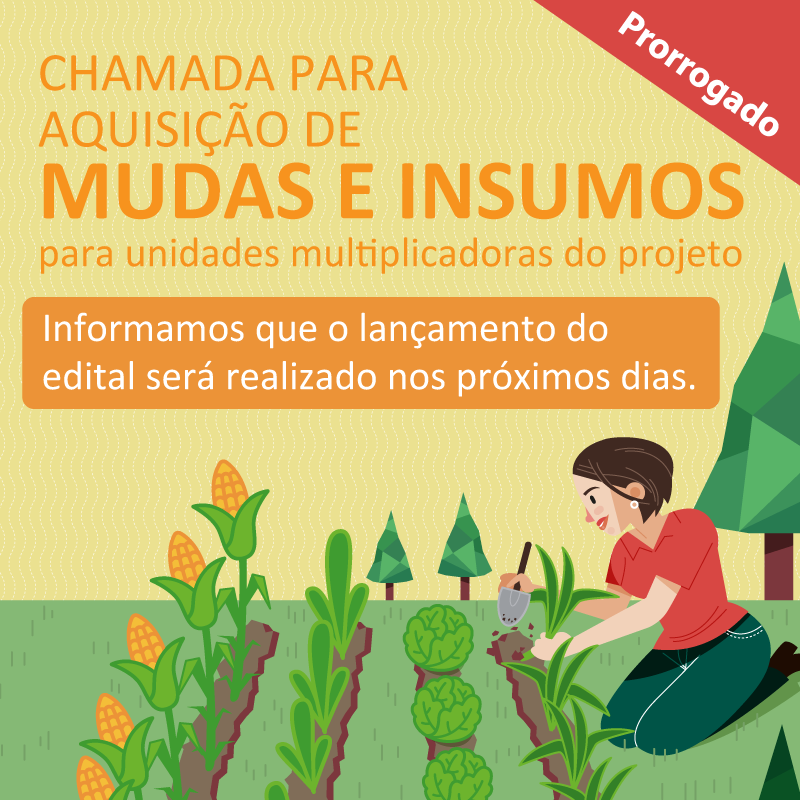 Prorrogado
CHAMADA PARA
AQUISIÇÃO DE
MUDAS E INSUMOS
para unidades multiplicadoras do projeto
Informamos que o lançamento do
edital será realizado nos próximos dias.